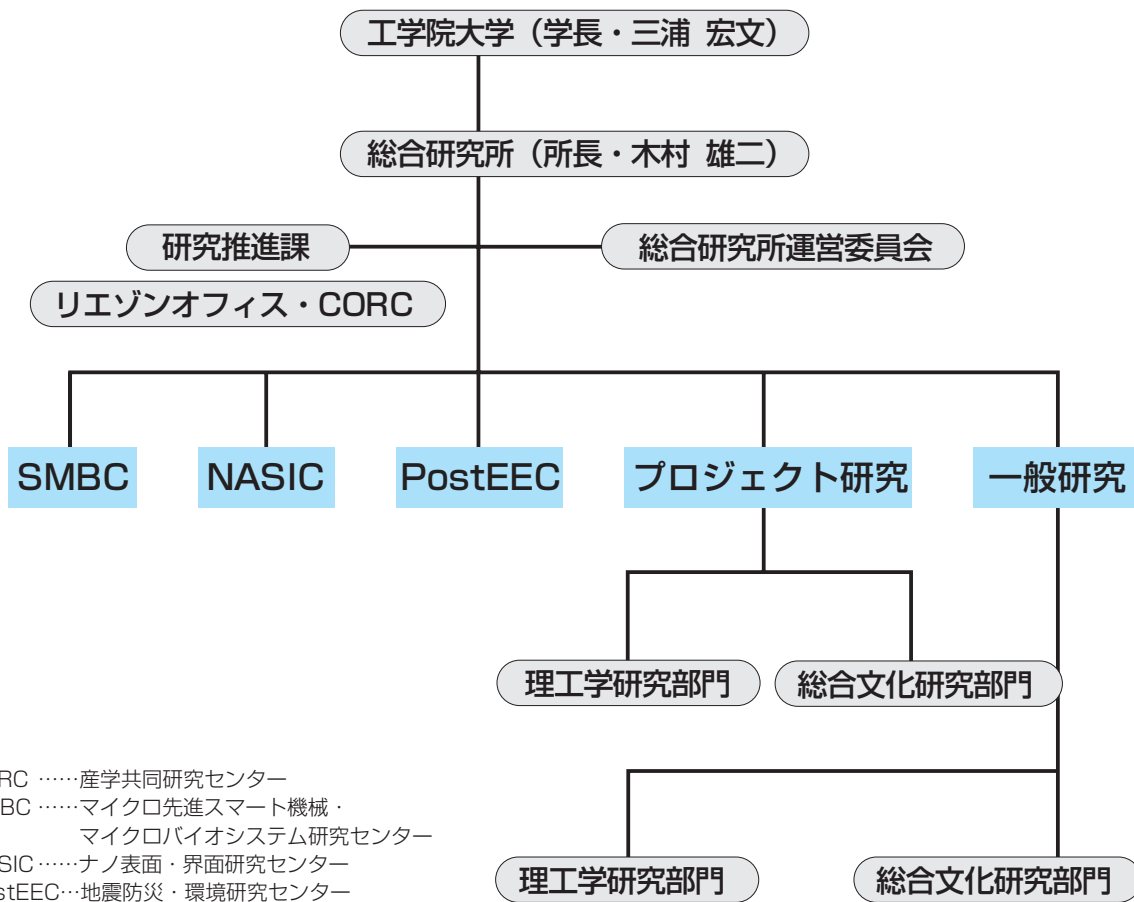 工学院大学（学長・三浦 宏文）
総合研究所（所長・木村 雄二）
研究推進課
総合研究所運営委員会
リエゾンオフィス・CORC
SMBC
NASIC
PostEEC
プロジェクト研究
一般研究
理工学研究部門
総合文化研究部門
RC ……産学共同研究センター
BC ……マイクロ先進スマート機械・
マイクロバイオシステム研究センター
SIC ……ナノ表面・界面研究センター
stEEC…地震防災・環境研究センター
理工学研究部門
総合文化研究部門